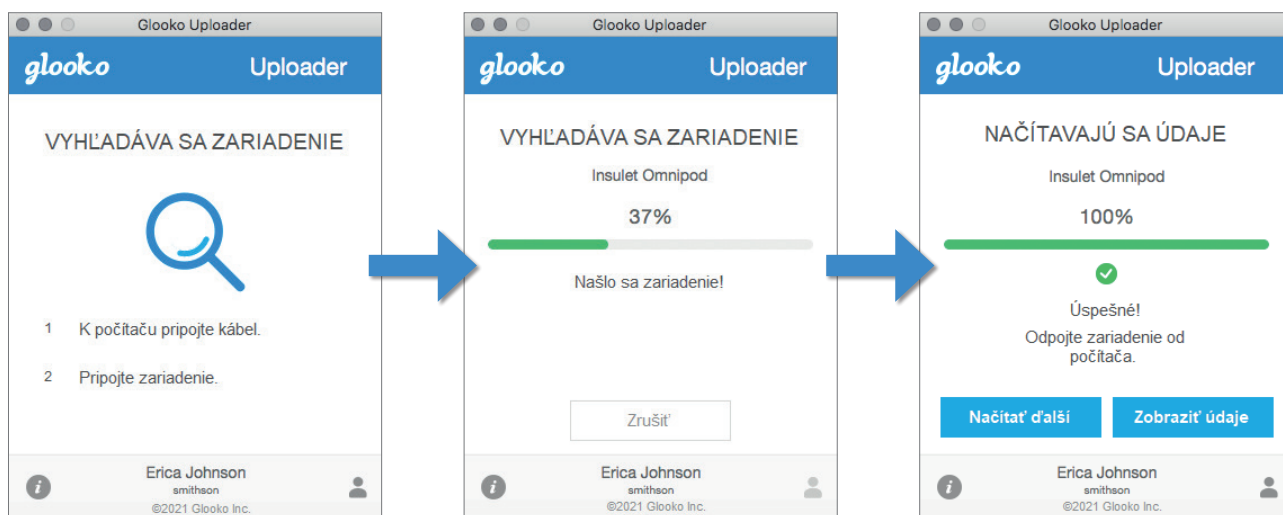 Glooko Uploader
glooko Uploader
VYHĽADÁVA SA ZARIADENIE
1 K počítaču pripojte kábel.
2 Pripojte zariadenie.
i
Erica Johnson
smithson
©2021 Glooko Inc.
Glooko Uploader
glooko Uploader
VYHĽADÁVA SA ZARIADENIE
Insulet Omnipod
37%
Našlo sa zariadenie!
Zrušiť
i
Erica Johnson
smithson
©2021 Glooko Inc.
Glooko Uploader
glooko Uploader
NAČÍTAVAJÚ SA ÚDAJE
Insulet Omnipod
100%
Úspešné!
Odpojte zariadenie od
počítača.
Načítať ďalší Zobraziť údaje
i
Erica Johnson
smithson
©2021 Glooko Inc.